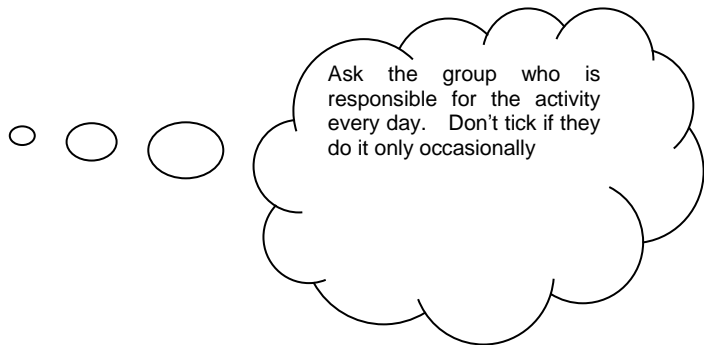 Ask the group who is
responsible for the activity
every day. Don't tick if they
do it only occasionally